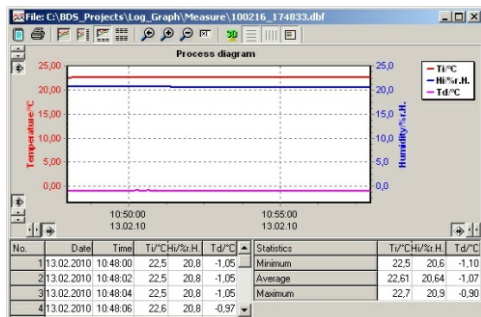 File: C:\BDS_Projects\Log_Graph\Measure\100216_174833.dbf
3D
Process diagram
25,00
20,00
15,00
10,00
5,00
0,00
Temperature/°C
25,0
20,0
15,0
10,0
5,0
0,0
Humidity/%r.H.
Ti/°C
Hi/%r.H.
Td/°C
10:50:00
13.02.10
10:55:00
13.02.10
No. Date Time Ti/°C Hi/%r.H. Td/°C
1 13.02.2010 10:48:00 22,5 20,8 -1,05
2 13.02.2010 10:48:02 22,5 20,8 -1,05
3 13.02.2010 10:48:04 22,5 20,8 -1,05
4 13.02.2010 10:48:06 22,6 20,8 -0,97
Statistics Ti/°C Hi/%r.H. Td/°C
Minimum 22,5 20,6 -1,10
Average 22,61 20,64 -1,07
Maximum 22,7 20,9 -0,90